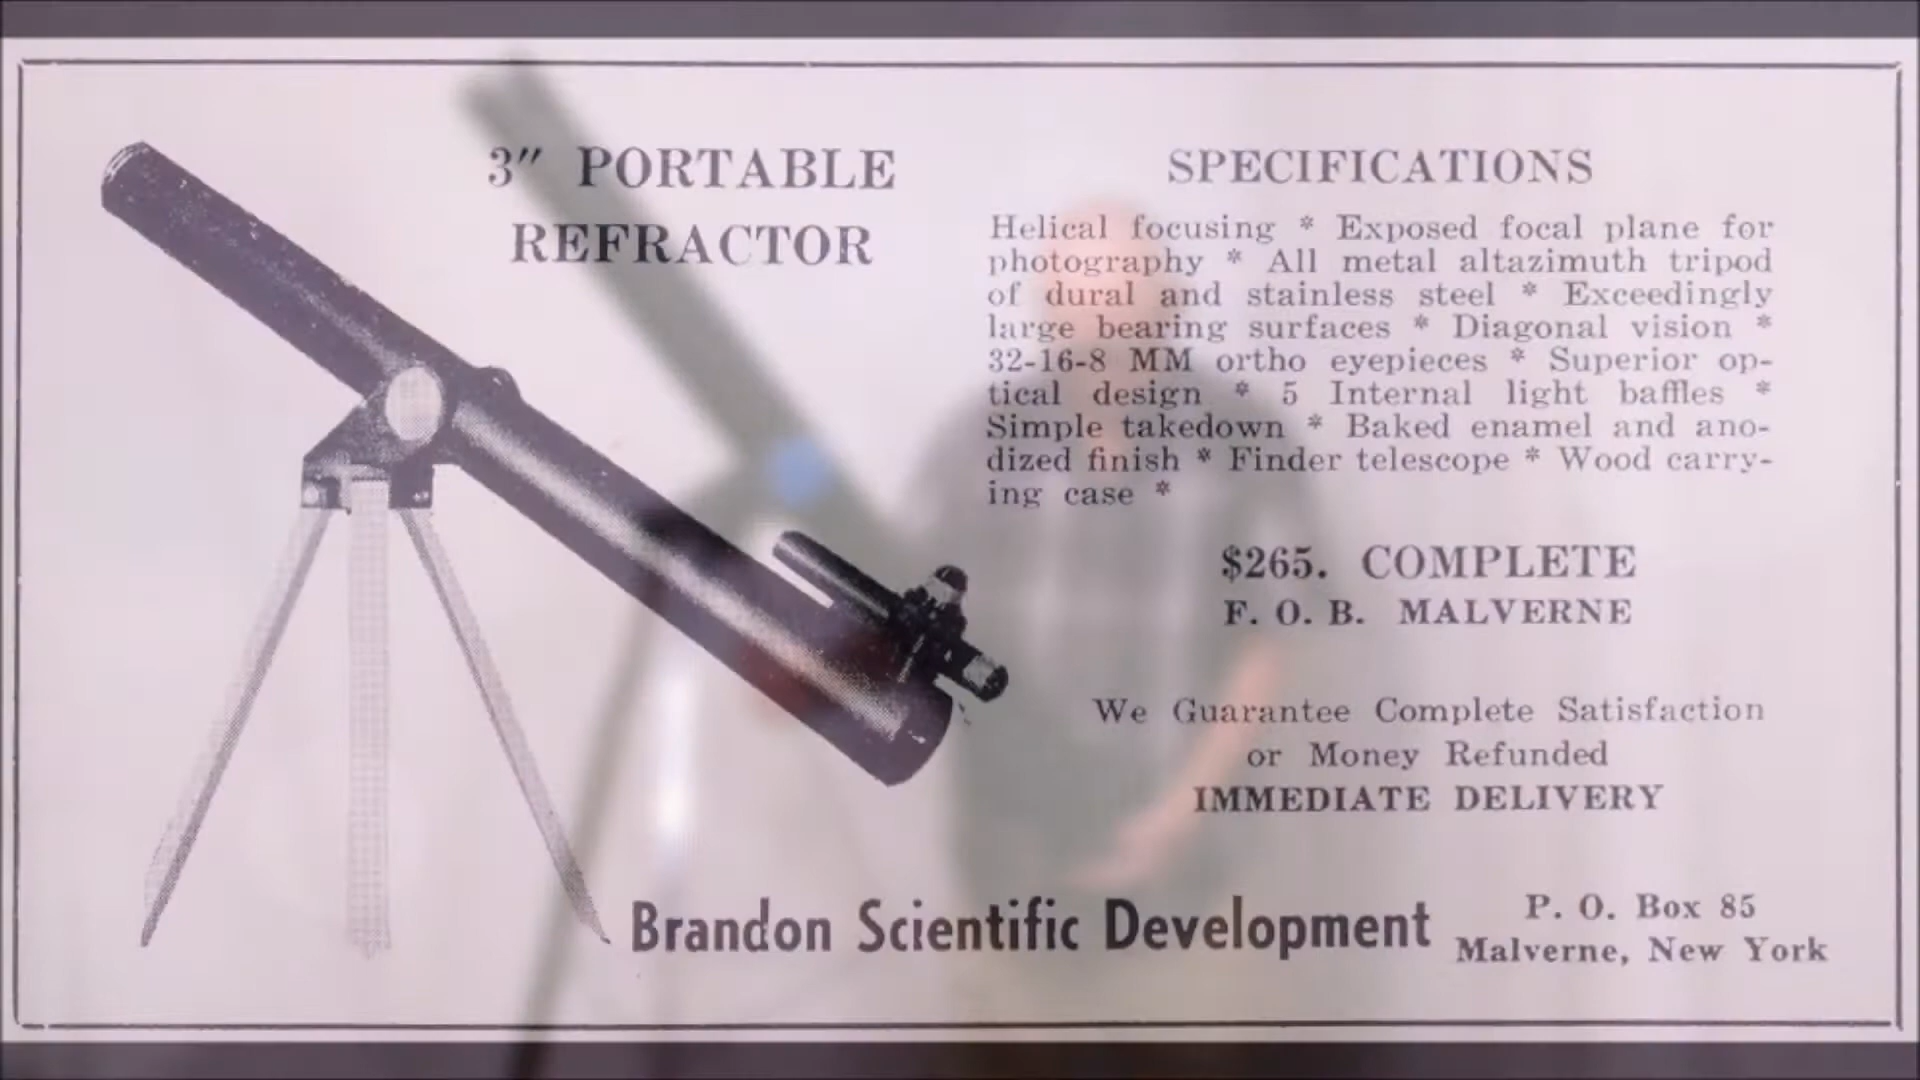 3" PORTABLE
REFRACTOR
SPECIFICATIONS
Helical focusing * Exposed focal plane for
photography * All metal altazimuth tripod
of dural and stainless steel * Exceedingly
large bearing surfaces * Diagonal vision *
32-16-8 MM ortho eyepieces * Superior op-
tical design * 5 Internal light baffles *
Simple takedown * Baked enamel and ano-
dized finish * Finder telescope * Wood carry-
ing case *
$265. COMPLETE
F. O. B. MALVERNE
We Guarantee Complete Satisfaction
or Money Refunded
IMMEDIATE DELIVERY
Brandon Scientific Development
P. O. Box 85
Malverne, New York